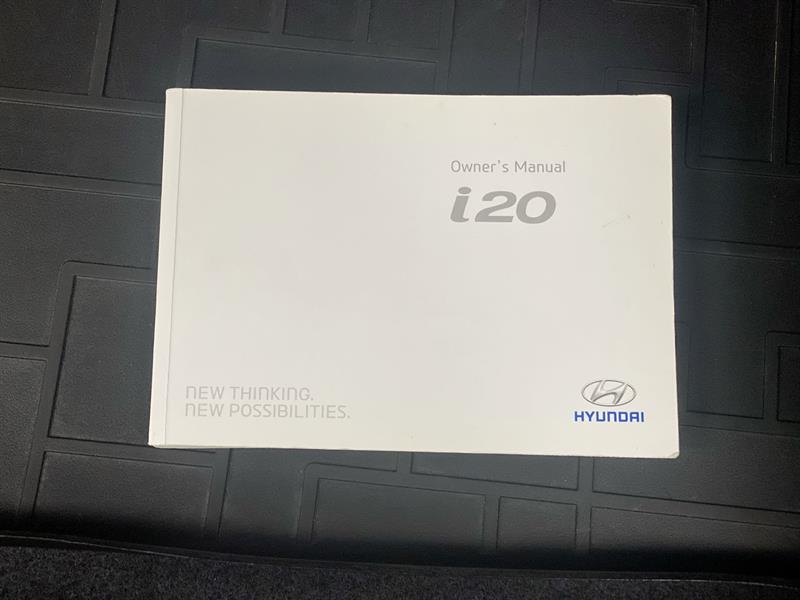 Owner's Manual
i20
NEW THINKING.
NEW POSSIBILITIES.
HYUNDAI